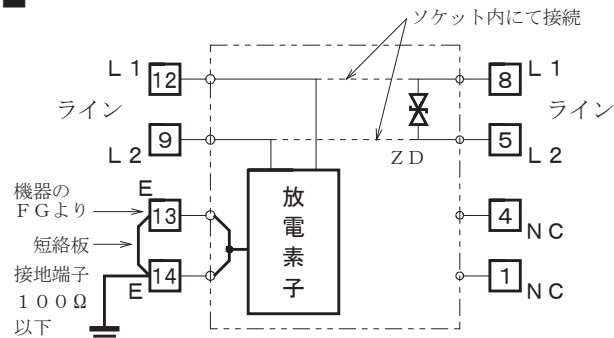 ソケット内にて接続
L1
12
8
L1
ライン
ライン
9
5
L2
ZD
L2
機器の
FGより
E
13
放電素子
4
NC
短絡板
接地端子
14
E
1
NC
100Ω
以下